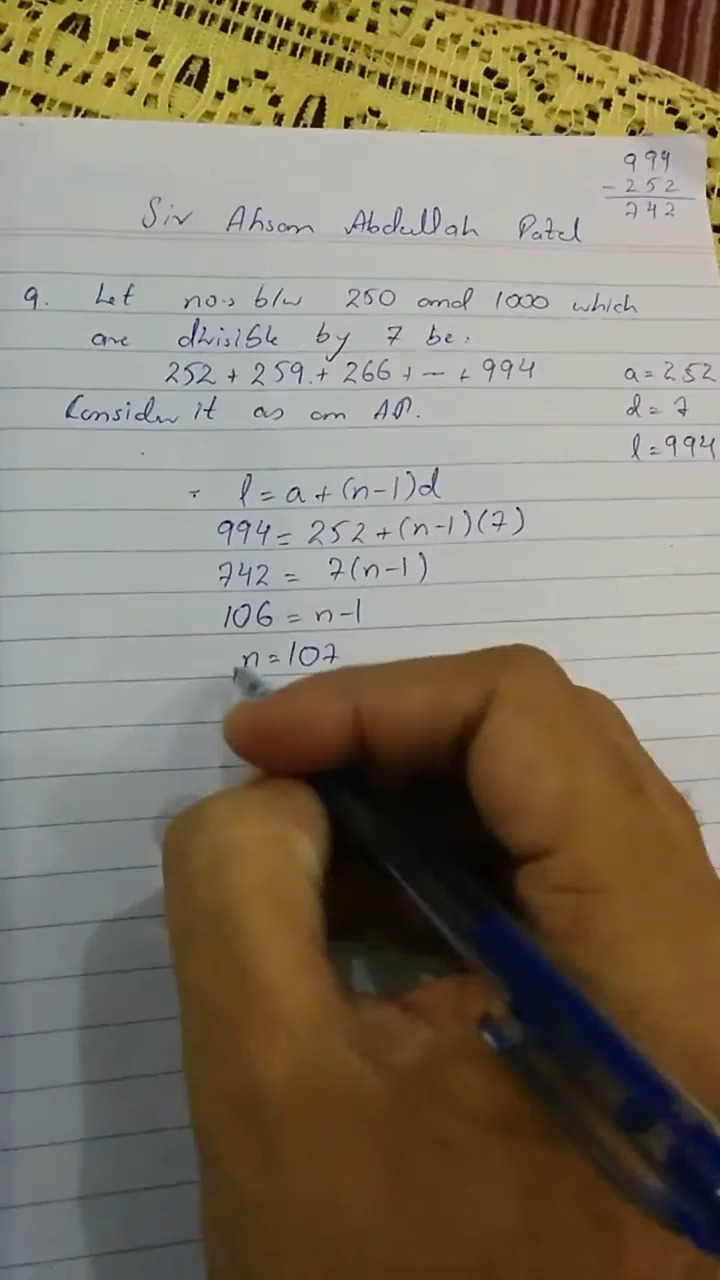 999
- 252
742
Sir Ahsan Abdullah Patel
9. Let no.s b/w 250 and 1000 which
are divisible by 7 be:
252 + 259 + 266 + --- + 994
a = 252
Consider it as an AP.
d = 7
l = 994
l = a + (n-1)d
994 = 252 + (n-1)(7)
742 = 7(n-1)
106 = n-1
n = 107